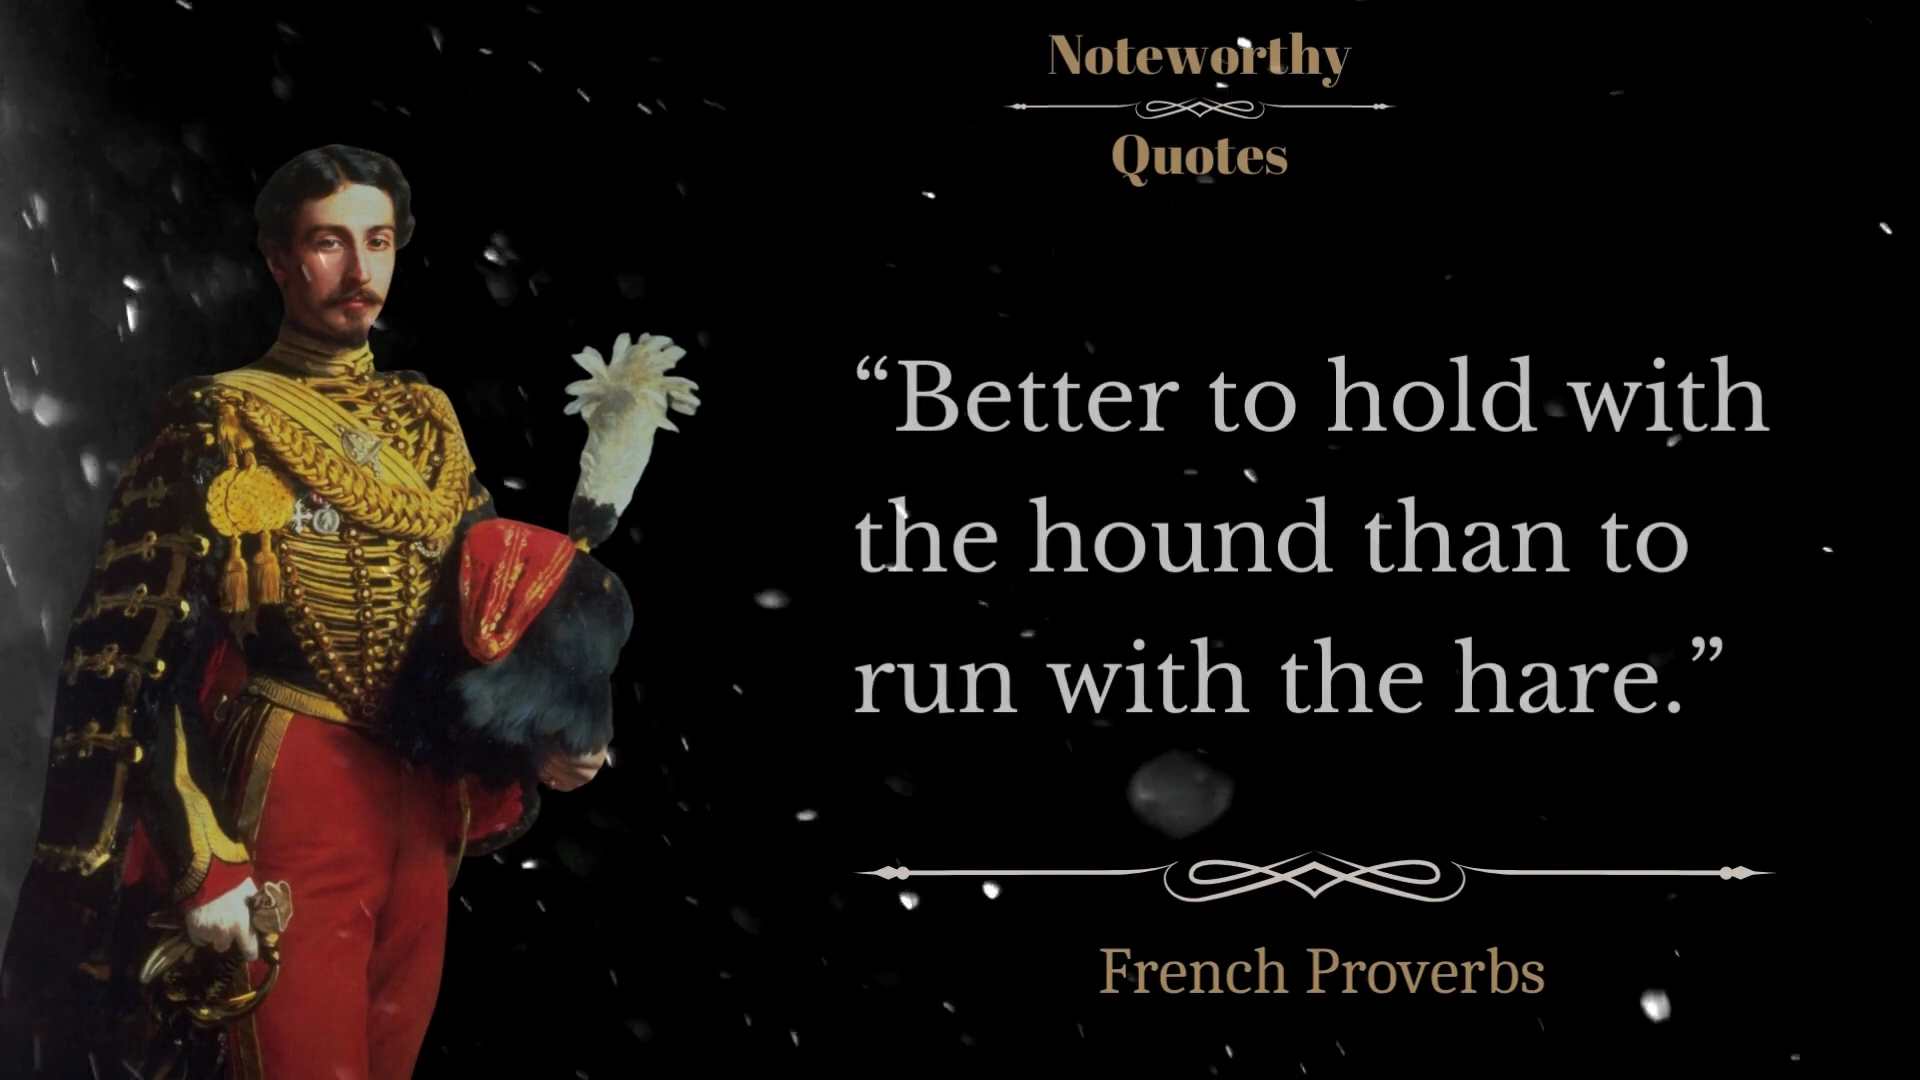 Noteworthy
Quotes
“Better to hold with
the hound than to
run with the hare.”
French Proverbs